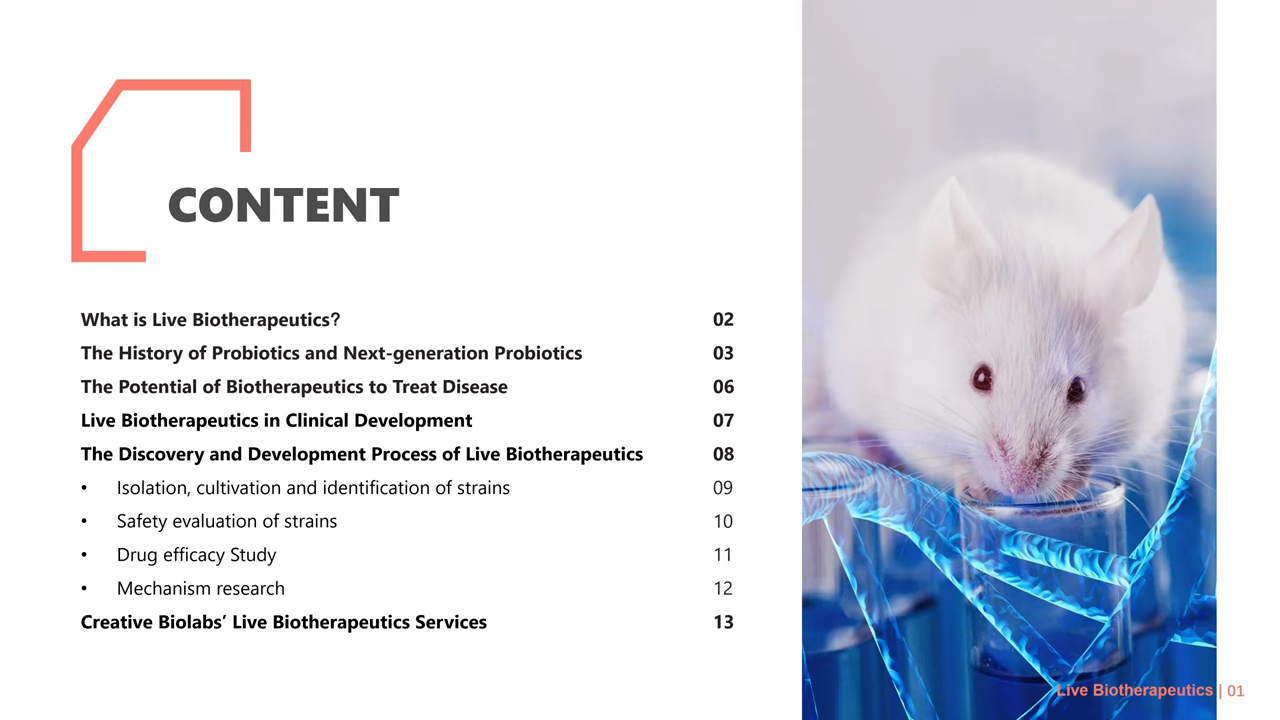 CONTENT
What is Live Biotherapeutics? 02
The History of Probiotics and Next-generation Probiotics 03
The Potential of Biotherapeutics to Treat Disease 06
Live Biotherapeutics in Clinical Development 07
The Discovery and Development Process of Live Biotherapeutics 08
• Isolation, cultivation and identification of strains 09
• Safety evaluation of strains 10
• Drug efficacy Study 11
• Mechanism research 12
Creative Biolabs’ Live Biotherapeutics Services 13
Live Biotherapeutics | 01